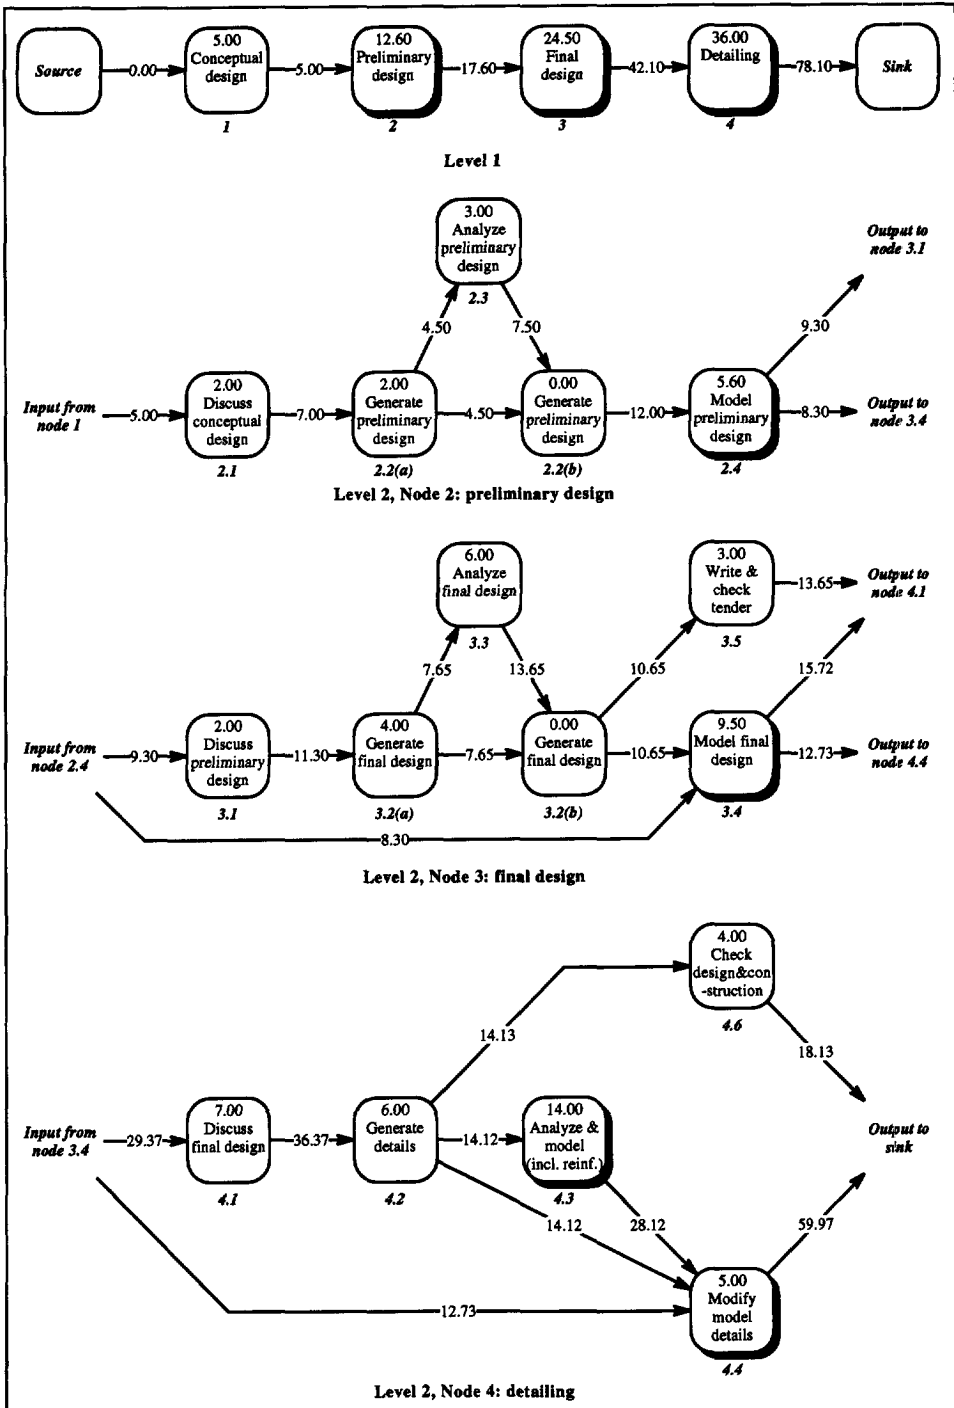 5.00
Conceptual
design
12.60
Preliminary
design
24.50
Final
design
36.00
Detailing
Source
0.00
5.00
17.60
42.10
78.10
Sink
1
2
3
4
Level 1
3.00
Analyze
preliminary
design
2.3
Output to
node 3.1
4.50
7.50
9.30
Input from
node 1
5.00
2.00
Discuss
conceptual
design
7.00
2.00
Generate
preliminary
design
4.50
0.00
Generate
preliminary
design
12.00
5.60
Model
preliminary
design
8.30
Output to
node 3.4
2.1
2.2(a)
2.2(b)
2.4
Level 2, Node 2: preliminary design
6.00
Analyze
final design
3.3
3.00
Write &
check
tender
3.5
13.65
Output to
node 4.1
7.65
13.65
10.65
15.72
Input from
node 2.4
9.30
2.00
Discuss
preliminary
design
11.30
4.00
Generate
final design
7.65
0.00
Generate
final design
10.65
9.50
Model final
design
12.73
Output to
node 4.4
3.1
3.2(a)
3.2(b)
3.4
8.30
Level 2, Node 3: final design
4.00
Check
design&con
-struction
4.6
14.13
18.13
Input from
node 3.4
29.37
7.00
Discuss
final design
36.37
6.00
Generate
details
14.12
14.00
Analyze &
model
(incl. reinf.)
Output to
sink
4.1
4.2
4.3
14.12
28.12
59.97
12.73
5.00
Modify
model
details
4.4
Level 2, Node 4: detailing